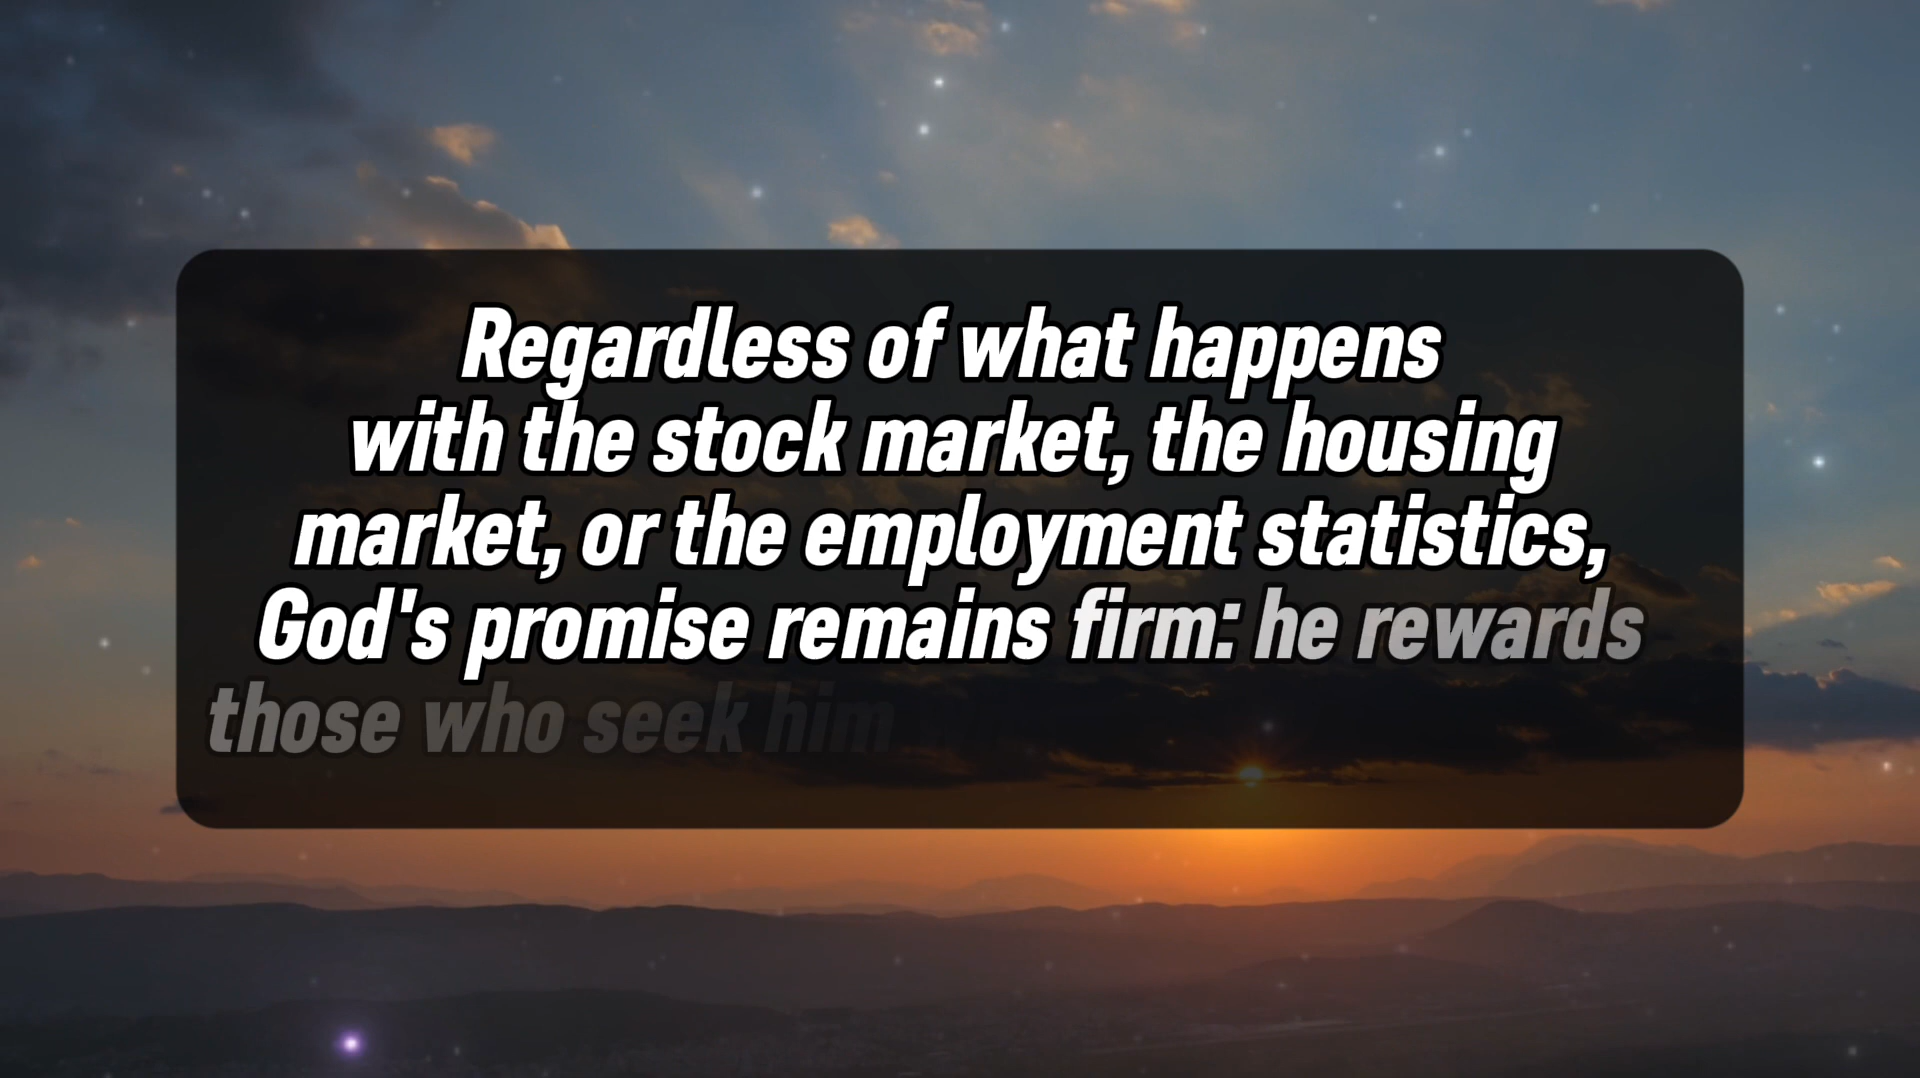 Regardless of what happens
with the stock market, the housing
market, or the employment statistics,
God's promise remains firm: he rewards
those who seek him